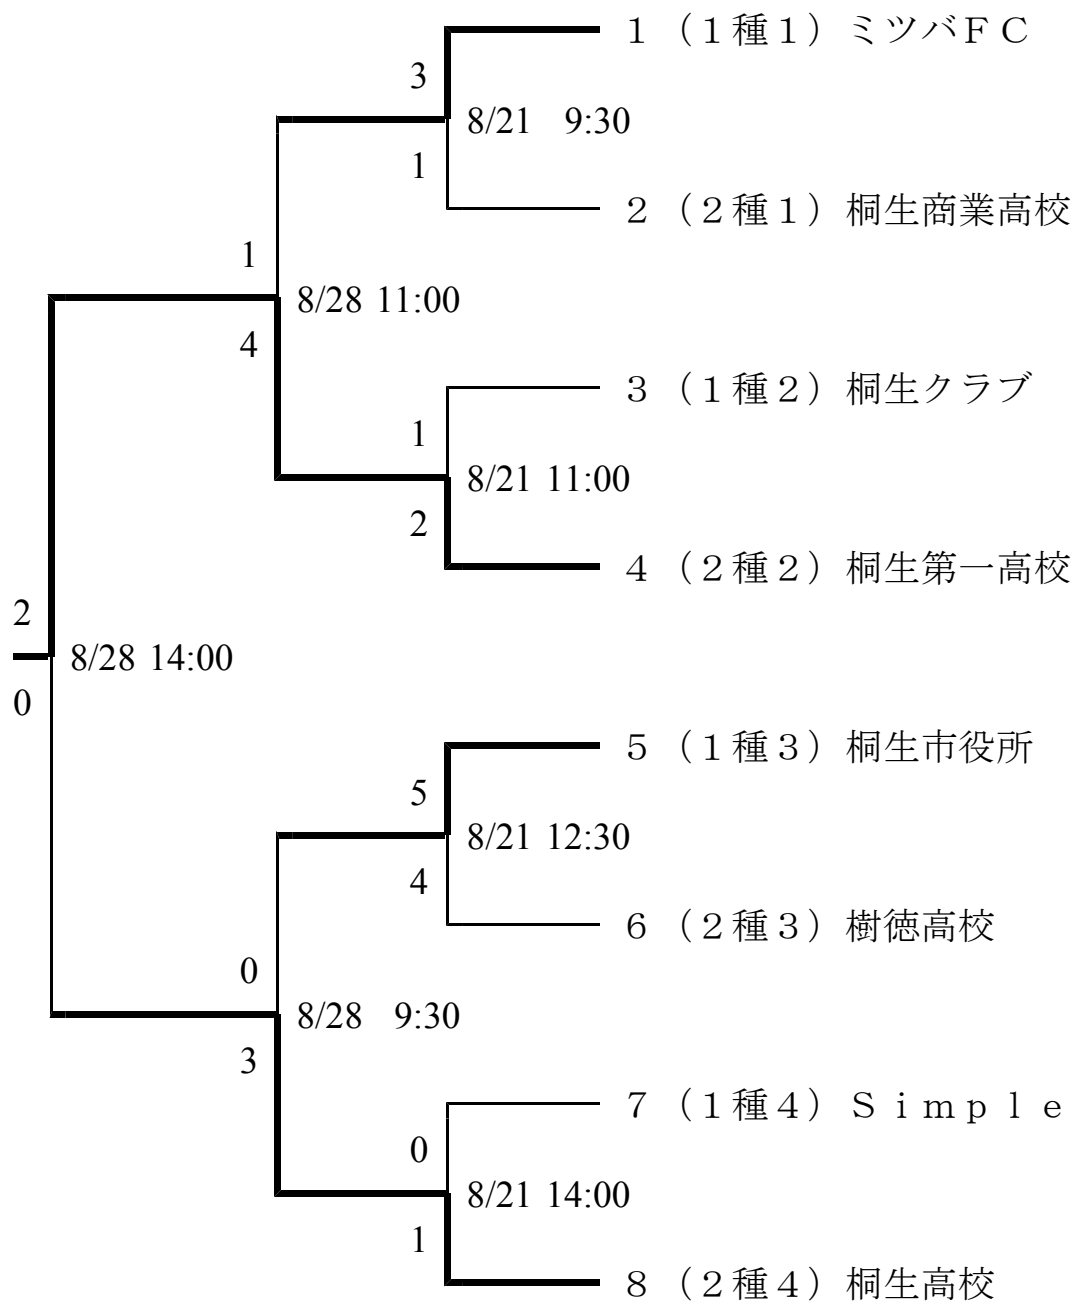 1 （1種1）ミツバＦＣ
3
8/21 9:30
1
2 （2種1）桐生商業高校
1
8/28 11:00
4
3 （1種2）桐生クラブ
1
8/21 11:00
2
4 （2種2）桐生第一高校
2
8/28 14:00
0
5 （1種3）桐生市役所
5
8/21 12:30
4
6 （2種3）樹徳高校
0
8/28 9:30
3
7 （1種4）Ｓｉｍｐｌｅ
0
8/21 14:00
1
8 （2種4）桐生高校